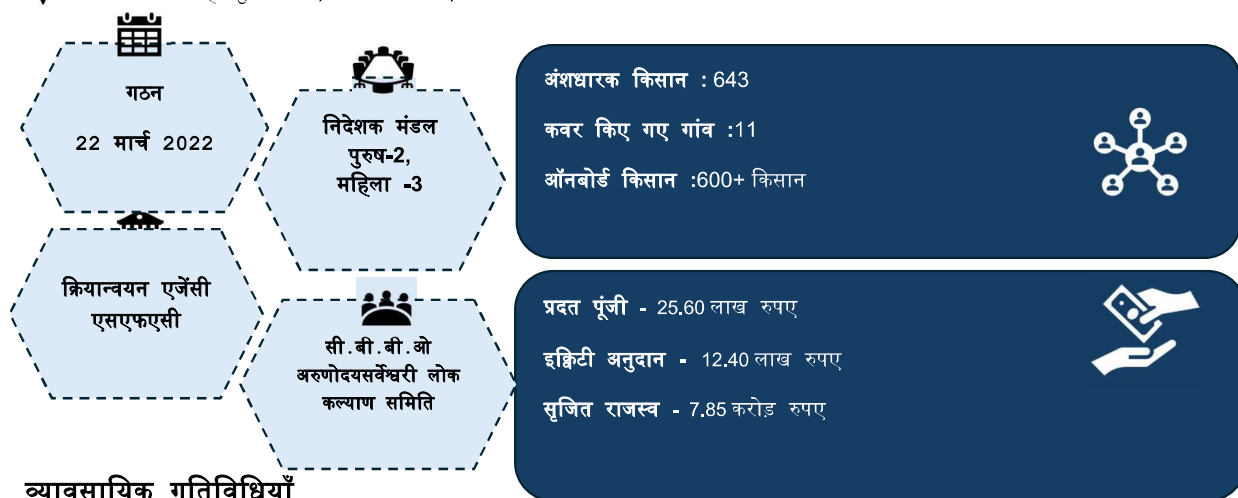 गठन
22 मार्च 2022
निदेशक मंडल
पुरुष-2,
महिला -3
अंशधारक किसान : 643
कवर किए गए गांव :11
ऑनबोर्ड किसान :600+ किसान
क्रियान्वयन एजेंसी
एसएफएसी
सी.बी.बी.ओ
अरुणोदयसर्वेश्वरी लोक
कल्याण समिति
प्रदत पूंजी - 25.60 लाख रुपए
इक्विटी अनुदान - 12.40 लाख रुपए
सृजित राजस्व - 7.85 करोड़ रुपए
व्यावसायिक गतिविधियाँ